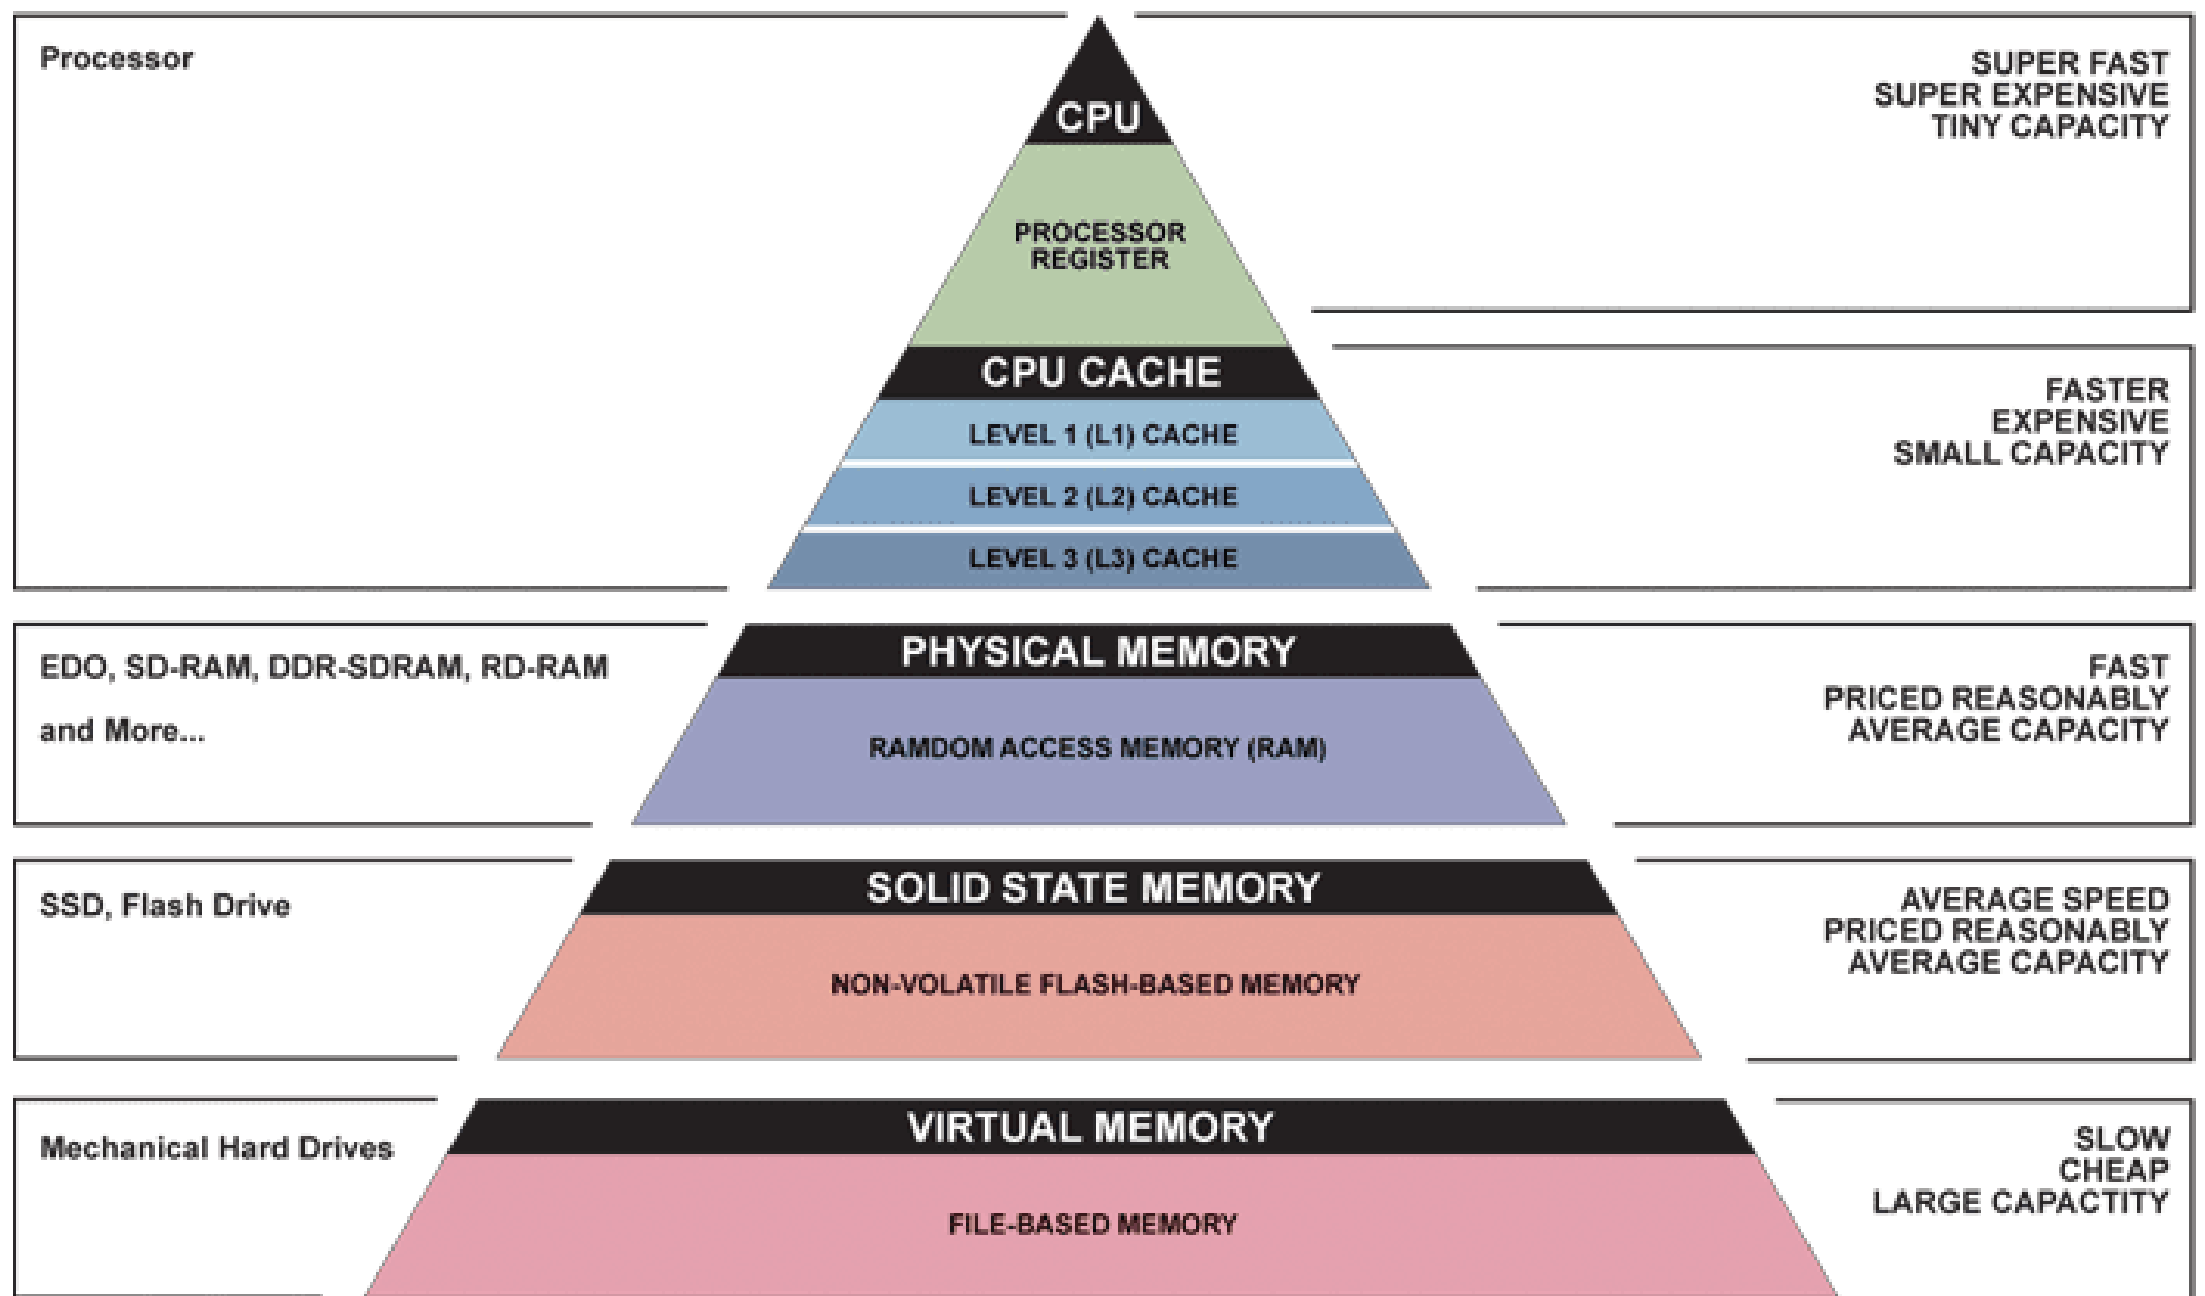 Processor
CPU
SUPER FAST
SUPER EXPENSIVE
TINY CAPACITY
PROCESSOR
REGISTER
CPU CACHE
LEVEL 1 (L1) CACHE
LEVEL 2 (L2) CACHE
LEVEL 3 (L3) CACHE
FASTER
EXPENSIVE
SMALL CAPACITY
EDO, SD-RAM, DDR-SDRAM, RD-RAM
and More...
PHYSICAL MEMORY
RAMDOM ACCESS MEMORY (RAM)
FAST
PRICED REASONABLY
AVERAGE CAPACITY
SSD, Flash Drive
SOLID STATE MEMORY
NON-VOLATILE FLASH-BASED MEMORY
AVERAGE SPEED
PRICED REASONABLY
AVERAGE CAPACITY
Mechanical Hard Drives
VIRTUAL MEMORY
FILE-BASED MEMORY
SLOW
CHEAP
LARGE CAPACTITY